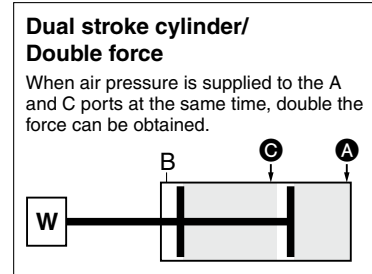 Dual stroke cylinder/
Double force
When air pressure is supplied to the A
and C ports at the same time, double the
force can be obtained.
B C A
W